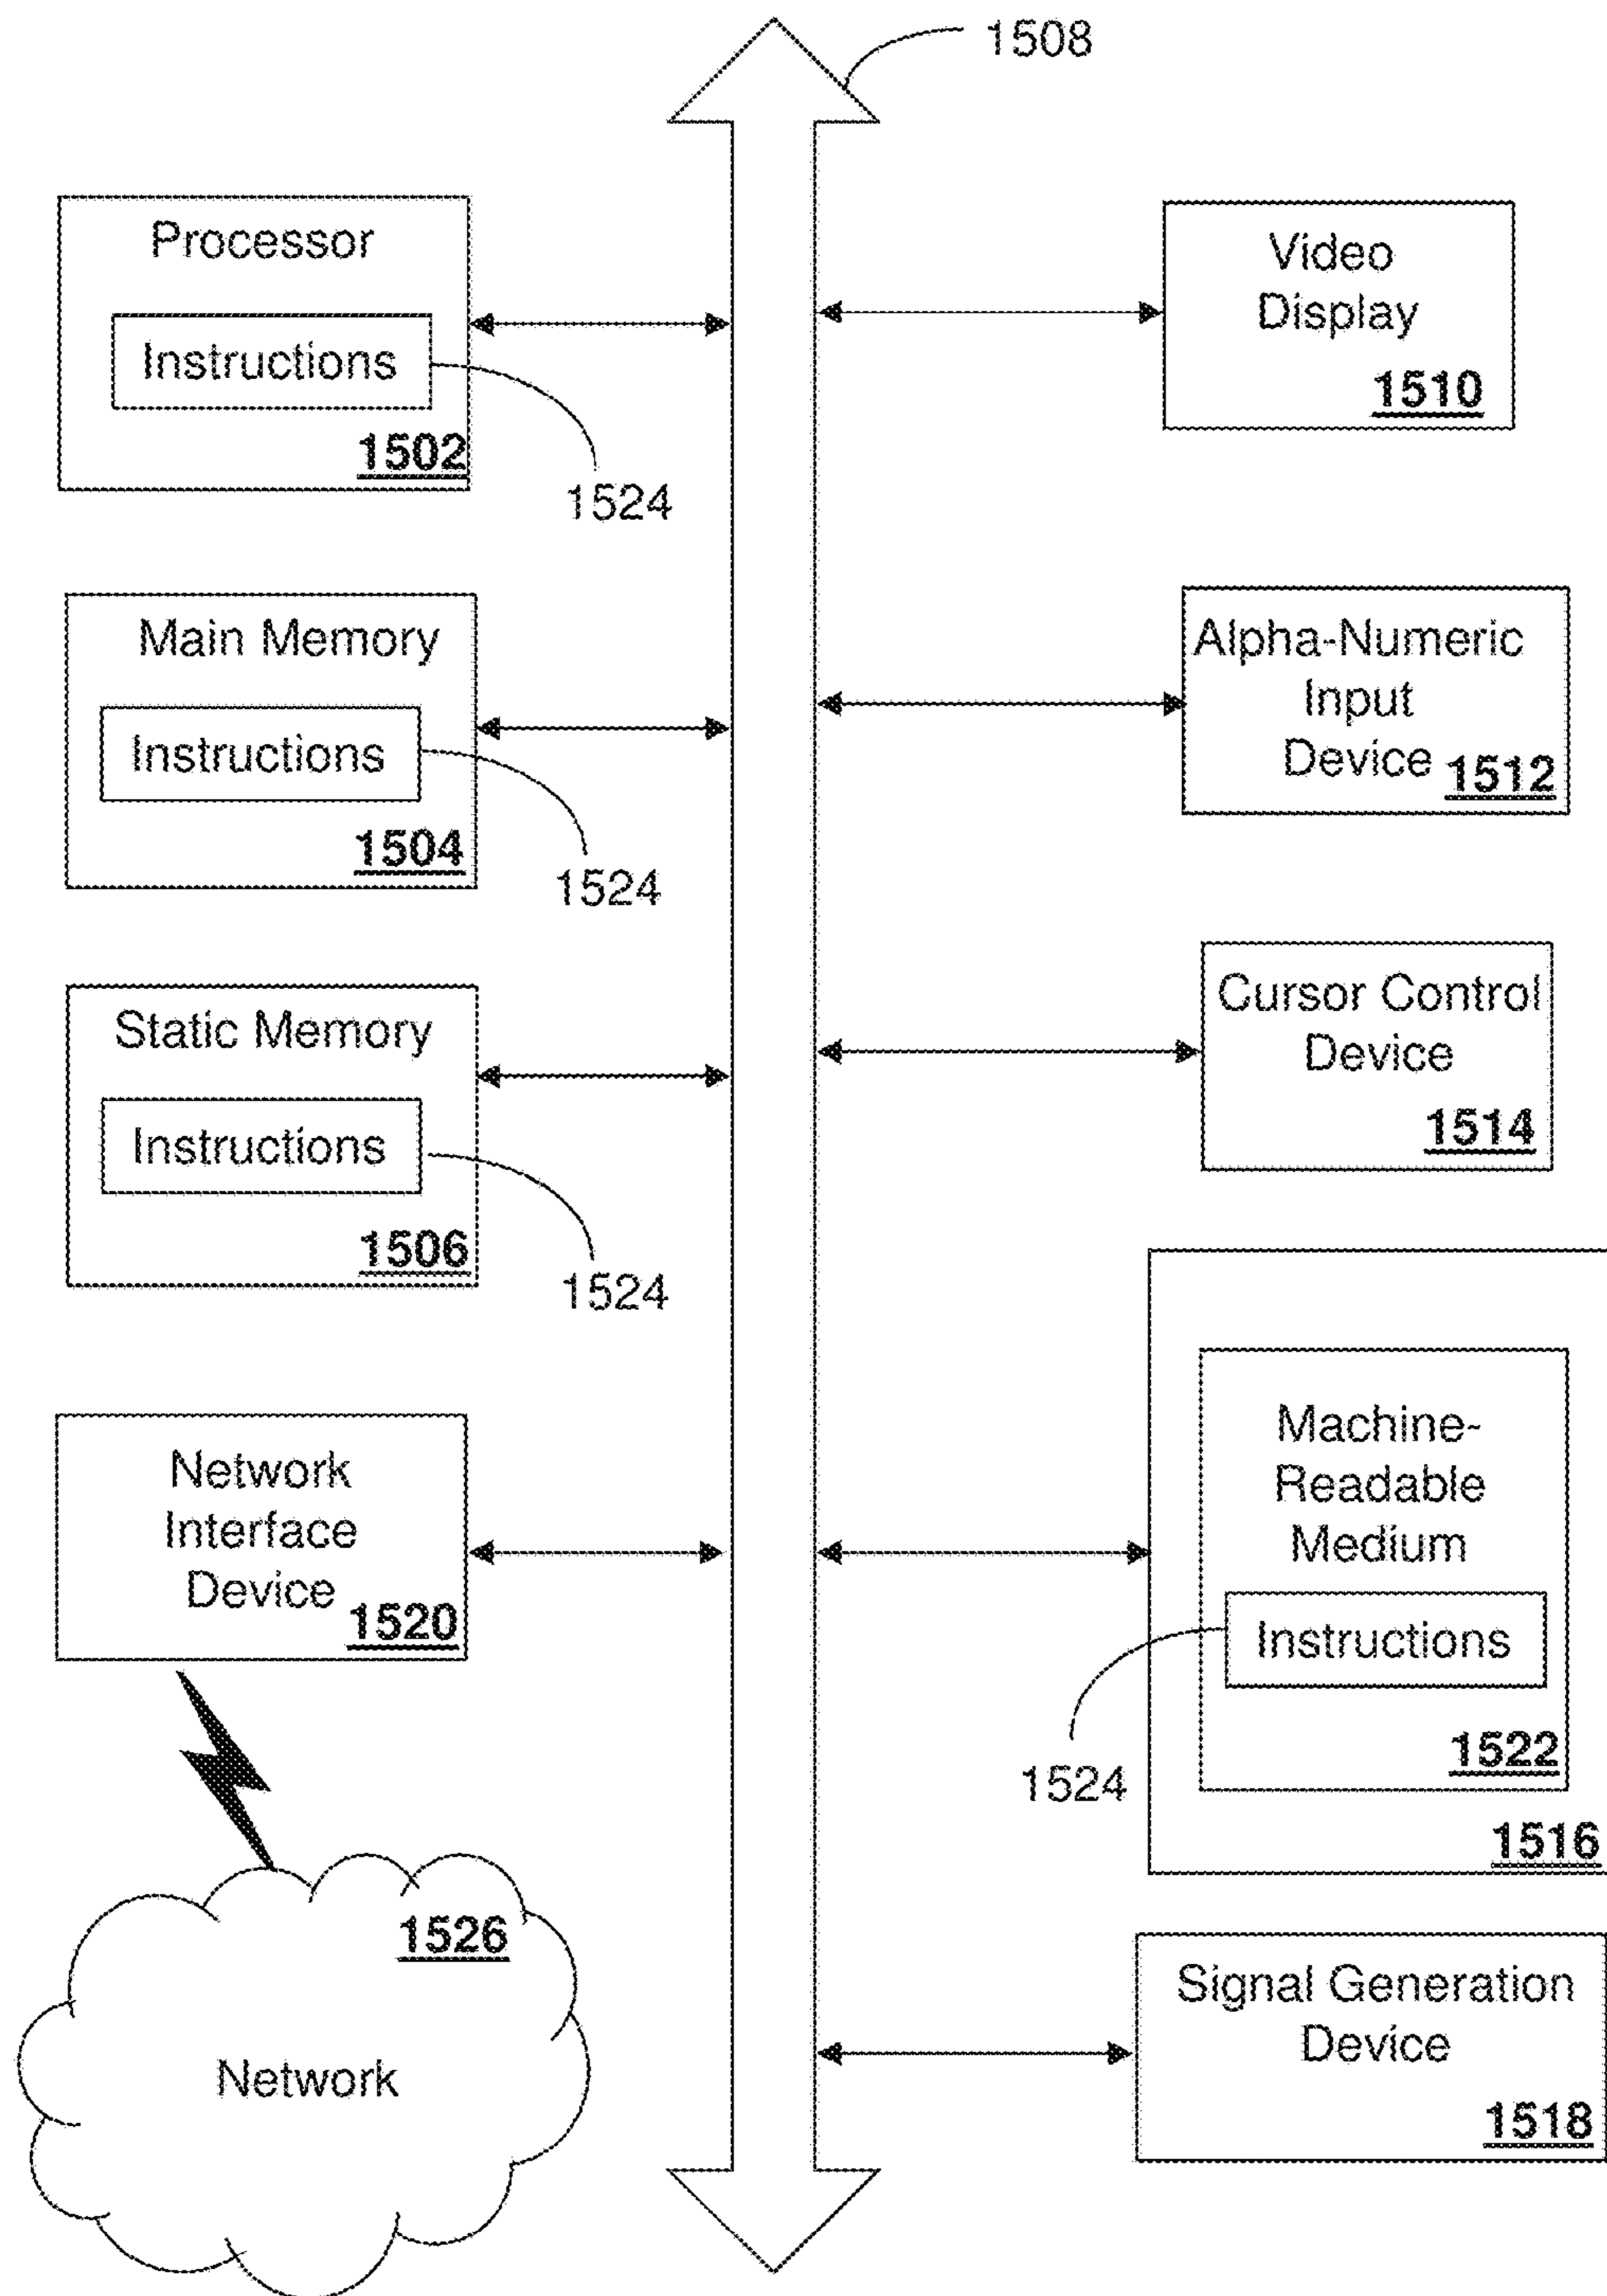 1508
Processor
Instructions
1502
1524
Main Memory
Instructions
1504
1524
Static Memory
Instructions
1506
1524
Network
Interface
Device
1520
1526
Network
Video
Display
1510
Alpha-Numeric
Input
Device
1512
Cursor Control
Device
1514
Machine-
Readable
Medium
Instructions
1522
1524
1516
Signal Generation
Device
1518